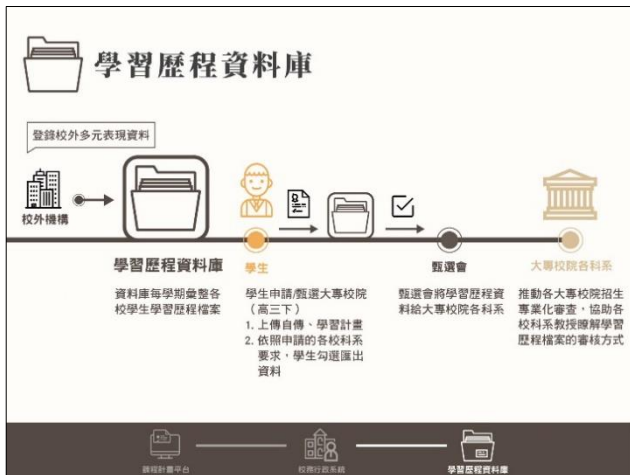 學習歷程資料庫
登錄校外多元表現資料
校外機構
學習歷程資料庫
資料庫每學期彙整各
校學生學習歷程檔案
學生
學生申請/甄選大專校院
（高三下）
1. 上傳自傳、學習計畫
2. 依照申請的各校科系
要求，學生勾選匯出
資料
甄選會
甄選會將學習歷程資
料給大專校院各科系
大專校院各科系
推動各大專校院招生
專業化審查，協助各
校科系教授瞭解學習
歷程檔案的審核方式
課程計畫平台
校務行政系統
學習歷程資料庫